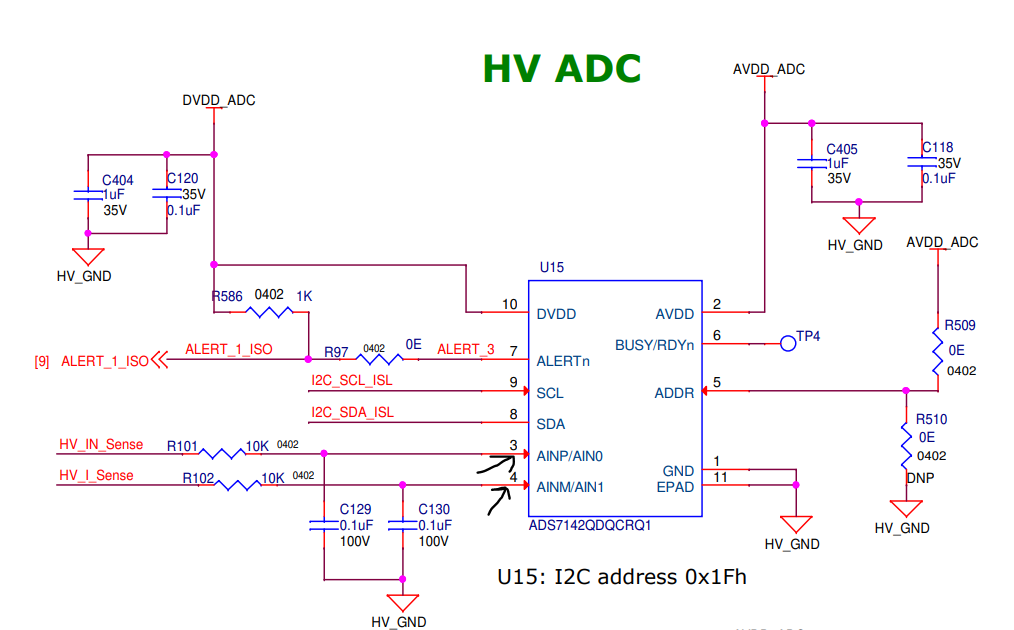 HV ADC
AVDD_ADC
DVDD_ADC
C404
1uF
35V
C120
35V
0.1uF
HV_GND
C405
1uF
35V
C118
35V
0.1uF
HV_GND
AVDD_ADC
U15
R586 0402 1K
10 DVDD
AVDD 2
R509
0E
0402
[9] ALERT_1_ISO
ALERT_1_ISO
R97 0402 0E
ALERT_3
7 ALERTn
BUSY/RDYn 6
TP4
I2C_SCL_ISL
9 SCL
ADDR 5
I2C_SDA_ISL
8 SDA
R510
0E
0402
DNP
HV_GND
HV_IN_Sense R101 10K 0402
3 AINP/AIN0
HV_I_Sense R102 10K 0402
4 AINM/AIN1
GND 1
EPAD 11
HV_GND
ADS7142QDQCRQ1
C129
0.1uF
100V
C130
0.1uF
100V
HV_GND
U15: I2C address 0x1Fh